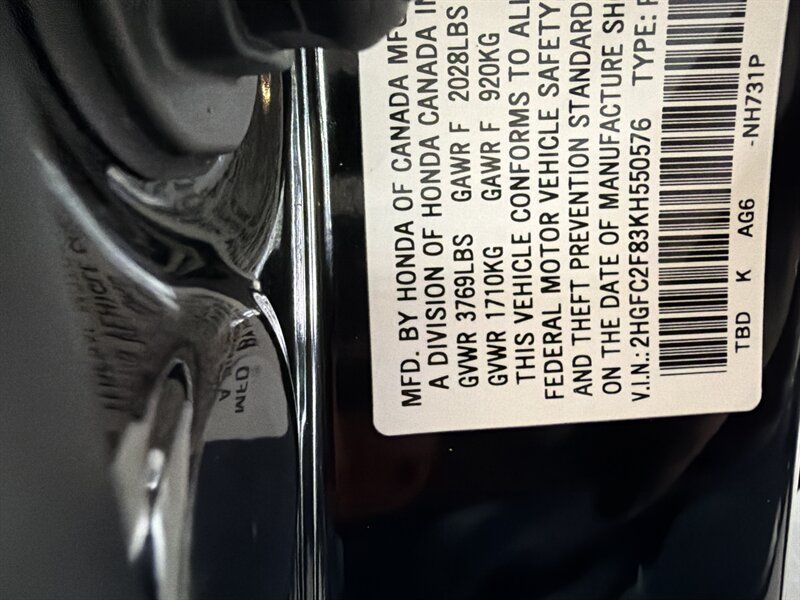 MFD. BY HONDA OF CANADA MFG
A DIVISION OF HONDA CANADA IN
GVWR 3769LBS GAWR F 2028LBS
GVWR 1710KG GAWR F 920KG
THIS VEHICLE CONFORMS TO ALL
FEDERAL MOTOR VEHICLE SAFETY
AND THEFT PREVENTION STANDARD
ON THE DATE OF MANUFACTURE SH
V.I.N.: 2HGFC2F83KH550576 TYPE: P
TBD K AG6 -NH731P